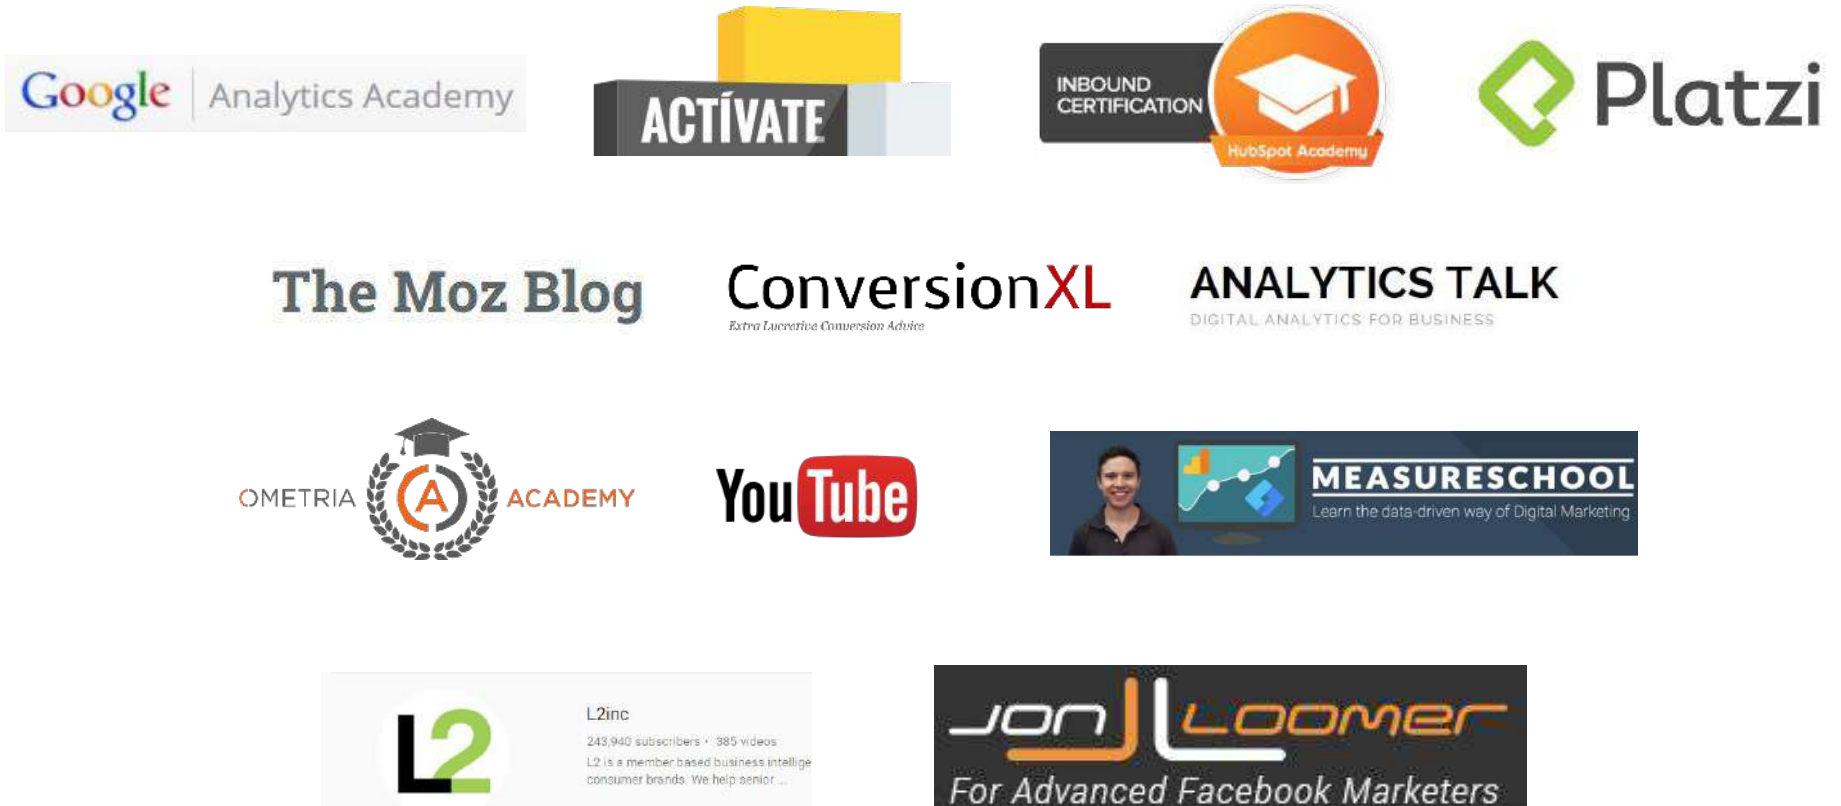 Google Analytics Academy
ACTÍVATE
INBOUND
CERTIFICATION
HubSpot Academy
Platzi
The Moz Blog
ConversionXL
Extra Lucrative Conversion Advice
ANALYTICS TALK
DIGITAL ANALYTICS FOR BUSINESS
OMETRIA A ACADEMY
YouTube
MEASURESCHOOL
Learn the data-driven way of Digital Marketing
L2
L2inc
243,940 subscribers • 385 videos
L2 is a member based business intellige
consumer brands. We help senior ...
JON LOOMER
For Advanced Facebook Marketers